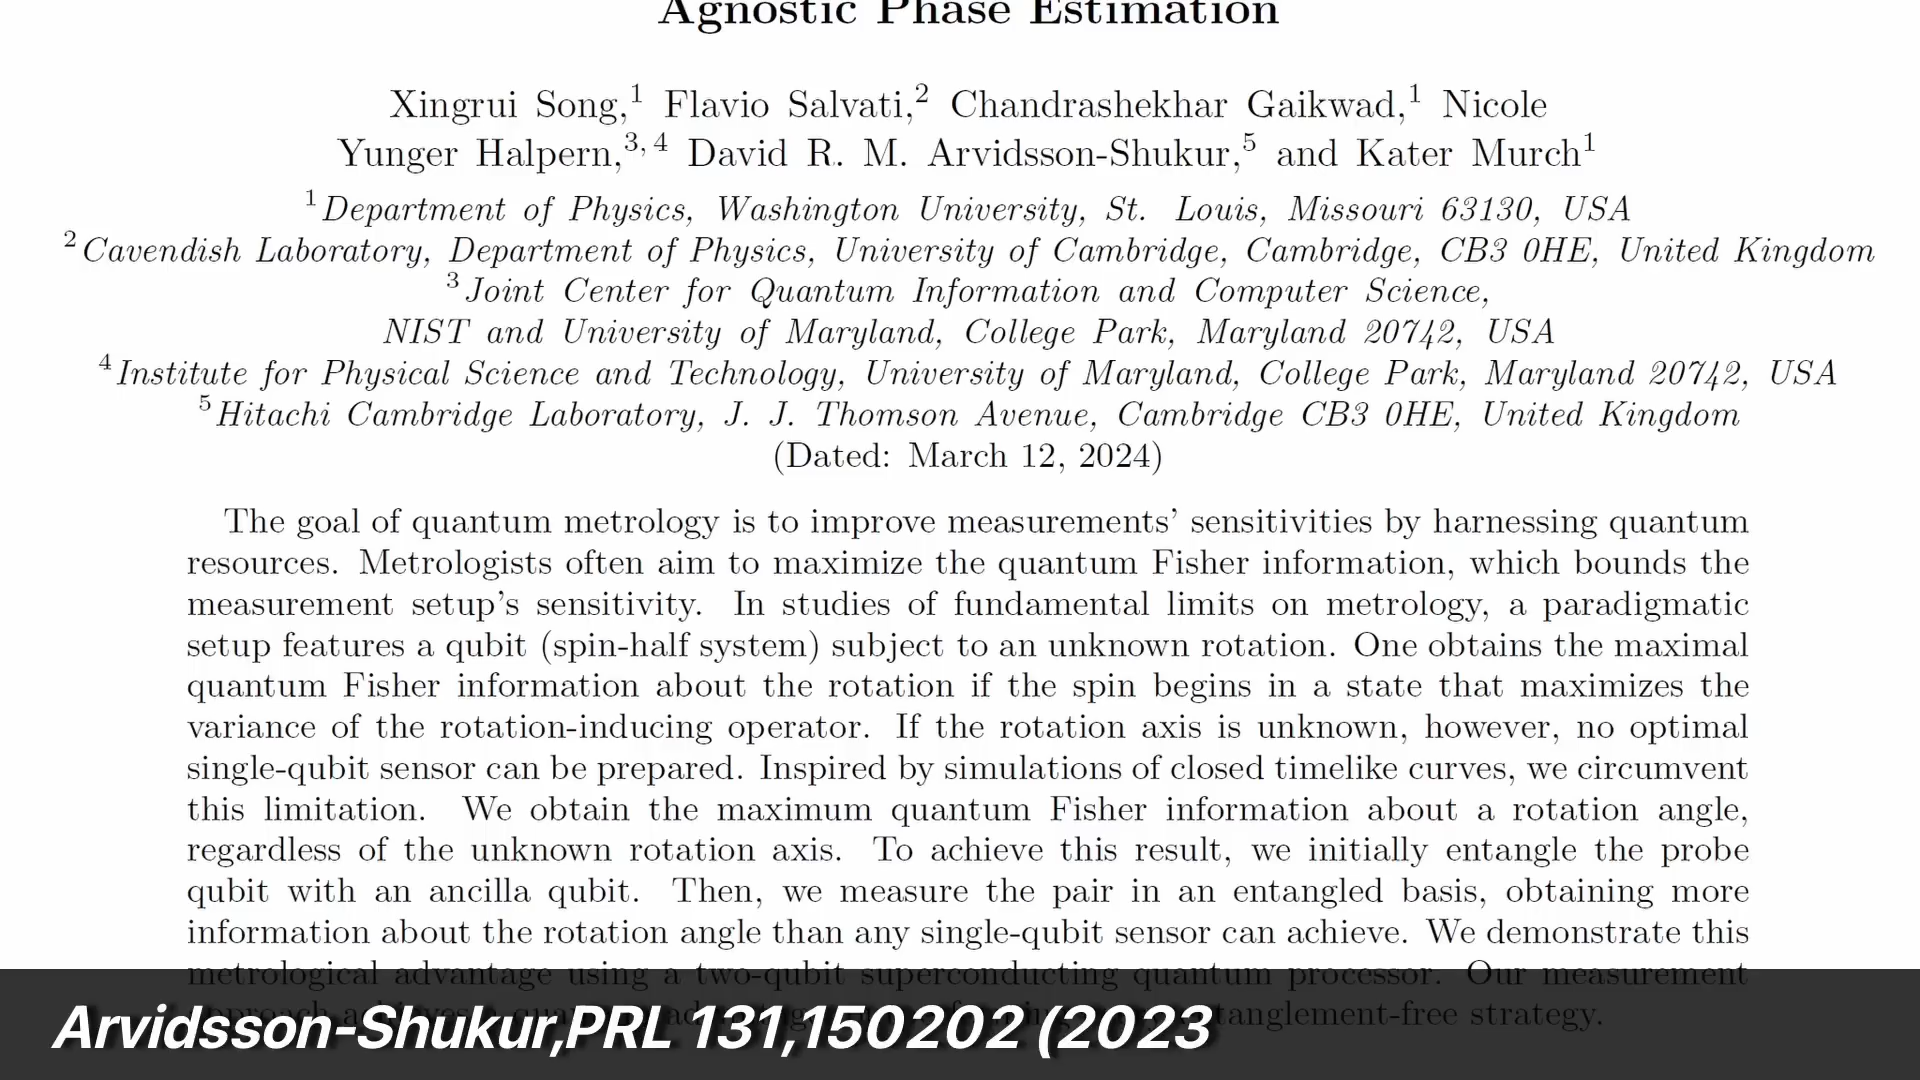 Agnostic Phase Estimation
Xingrui Song,1 Flavio Salvati,2 Chandrashekhar Gaikwad,1 Nicole
Yunger Halpern,3, 4 David R. M. Arvidsson-Shukur,5 and Kater Murch1
1Department of Physics, Washington University, St. Louis, Missouri 63130, USA
2Cavendish Laboratory, Department of Physics, University of Cambridge, Cambridge, CB3 0HE, United Kingdom
3Joint Center for Quantum Information and Computer Science,
NIST and University of Maryland, College Park, Maryland 20742, USA
4Institute for Physical Science and Technology, University of Maryland, College Park, Maryland 20742, USA
5Hitachi Cambridge Laboratory, J. J. Thomson Avenue, Cambridge CB3 0HE, United Kingdom
(Dated: March 12, 2024)
The goal of quantum metrology is to improve measurements' sensitivities by harnessing quantum
resources. Metrologists often aim to maximize the quantum Fisher information, which bounds the
measurement setup's sensitivity. In studies of fundamental limits on metrology, a paradigmatic
setup features a qubit (spin-half system) subject to an unknown rotation. One obtains the maximal
quantum Fisher information about the rotation if the spin begins in a state that maximizes the
variance of the rotation-inducing operator. If the rotation axis is unknown, however, no optimal
single-qubit sensor can be prepared. Inspired by simulations of closed timelike curves, we circumvent
this limitation. We obtain the maximum quantum Fisher information about a rotation angle,
regardless of the unknown rotation axis. To achieve this result, we initially entangle the probe
qubit with an ancilla qubit. Then, we measure the pair in an entangled basis, obtaining more
information about the rotation angle than any single-qubit sensor can achieve. We demonstrate this
metrological advantage using a two-qubit superconducting quantum processor. Our measurement
strategy.
Arvidsson-Shukur,PRL 131,150202 (2023